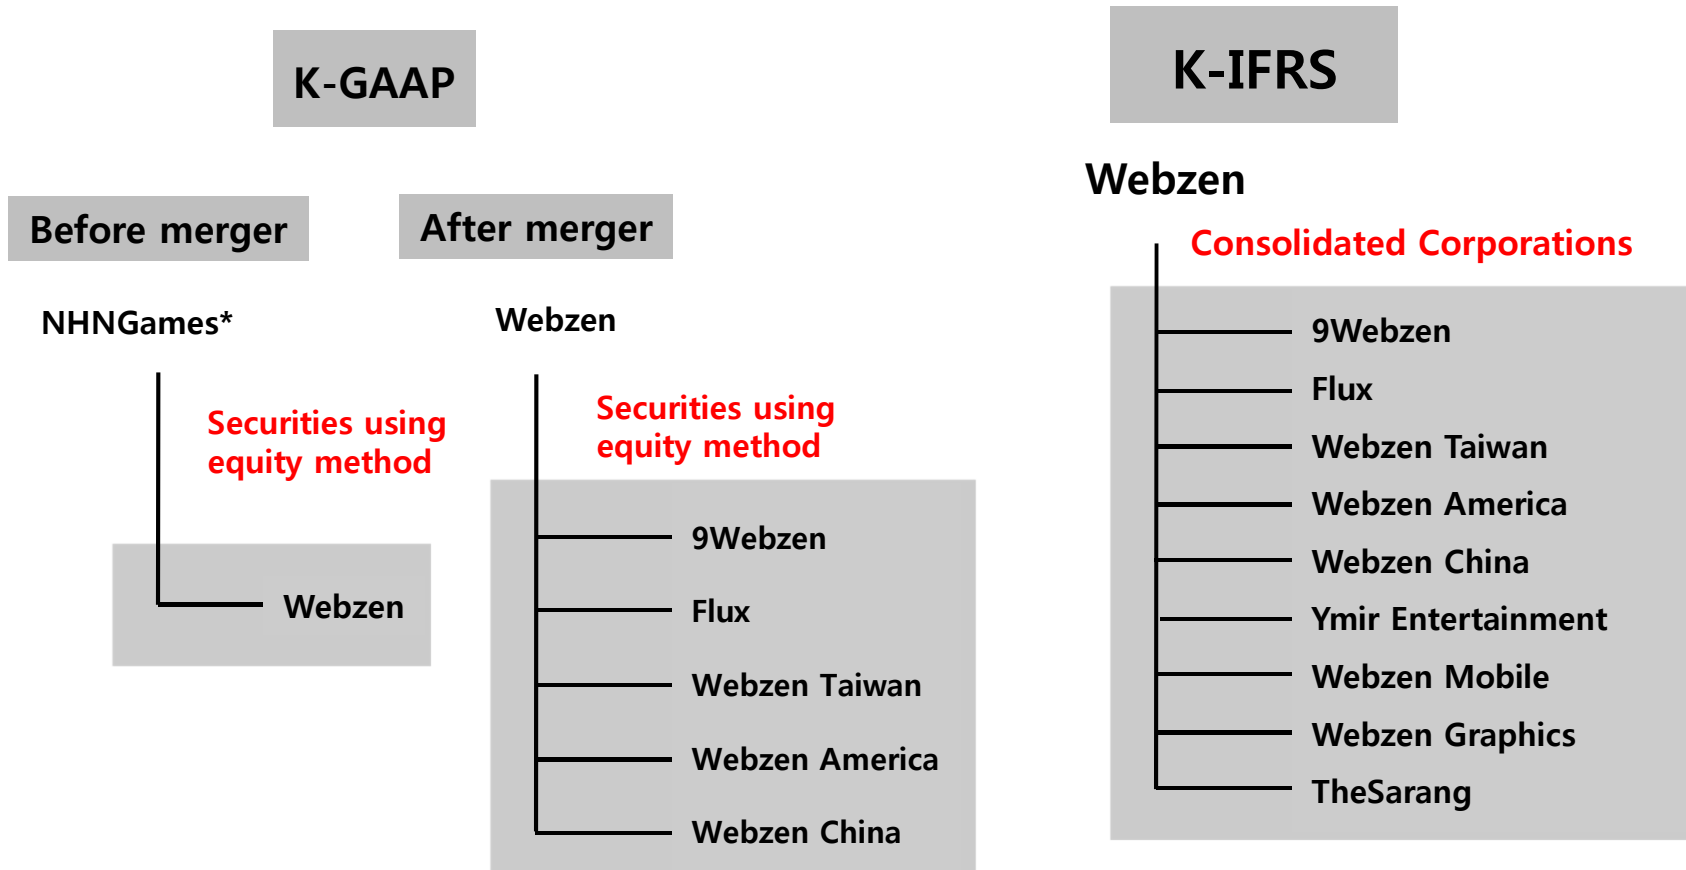 K-GAAP
Before merger
After merger
NHNGames*
Securities using
equity method
Webzen
Webzen
Securities using
equity method
9Webzen
Flux
Webzen Taiwan
Webzen America
Webzen China
K-IFRS
Webzen
Consolidated Corporations
9Webzen
Flux
Webzen Taiwan
Webzen America
Webzen China
Ymir Entertainment
Webzen Mobile
Webzen Graphics
TheSarang